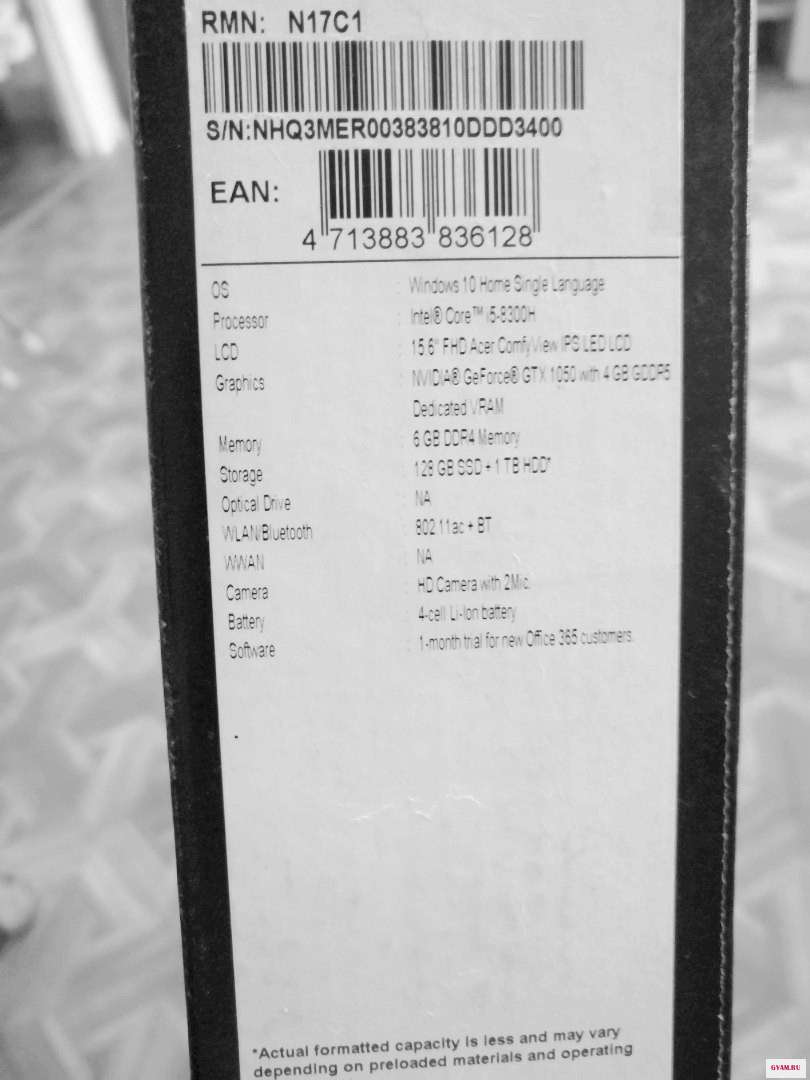 RMN: N17C1
S/N:NHQ3MER00383810DDD3400
EAN:
4 713883 836128
OS : Windows 10 Home Single Language
Processor : Intel® Core™ i5-8300H
LCD : 15.6" FHD Acer ComfyView IPS LED LCD
Graphics : NVIDIA® GeForce® GTX 1050 with 4 GB GDDR5
Dedicated VRAM
Memory : 6 GB DDR4 Memory
Storage : 128 GB SSD + 1 TB HDD*
Optical Drive : NA
WLAN/Bluetooth : 802.11ac + BT
WWAN : NA
Camera : HD Camera with 2Mic.
Battery : 4-cell Li-Ion battery
Software : 1-month trial for new Office 365 customers.
*Actual formatted capacity is less and may vary
depending on preloaded materials and operating
GVAM.RU